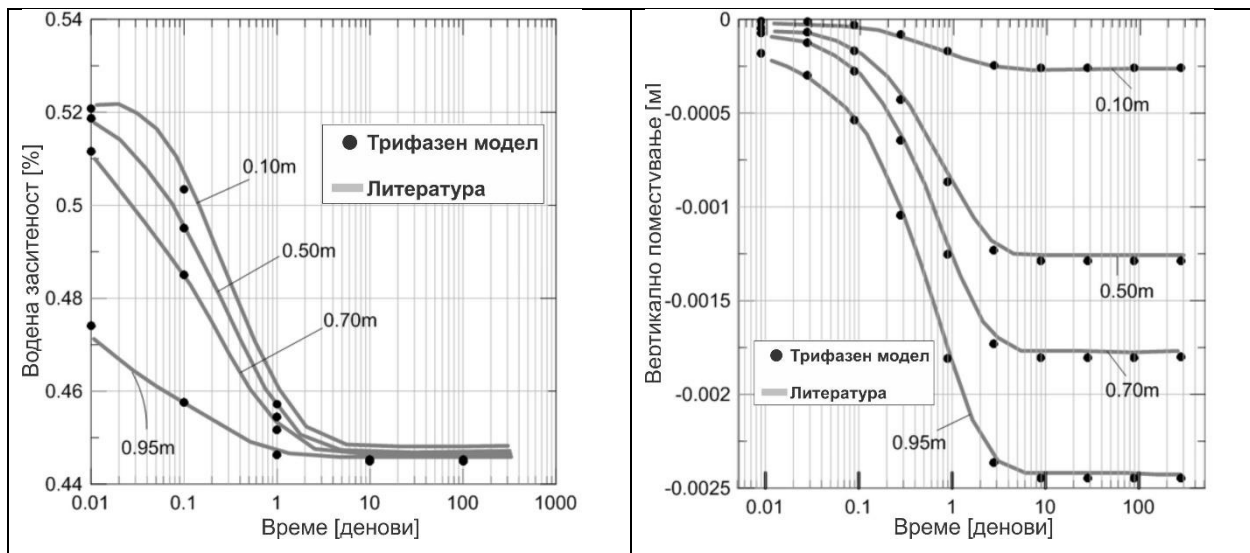 0.54
0.52
0.5
0.48
0.46
0.44
Водена заситеност [%]
Трифазен модел
Литература
0.10m
0.50m
0.70m
0.95m
0.01
0.1
1
10
100
1000
Време [денови]
0
-0.0005
-0.001
-0.0015
-0.002
-0.0025
Вертикално поместување [м]
0.10m
0.50m
0.70m
0.95m
Трифазен модел
Литература
0.01
0.1
1
10
100
Време [денови]